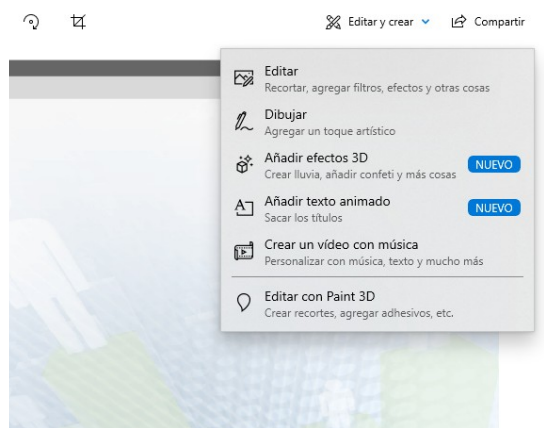 Editar y crear
Compartir
Editar
Recortar, agregar filtros, efectos y otras cosas
Dibujar
Agregar un toque artístico
Añadir efectos 3D
NUEVO
Crear lluvia, añadir confeti y más cosas
Añadir texto animado
NUEVO
Sacar los títulos
Crear un vídeo con música
Personalizar con música, texto y mucho más
Editar con Paint 3D
Crear recortes, agregar adhesivos, etc.